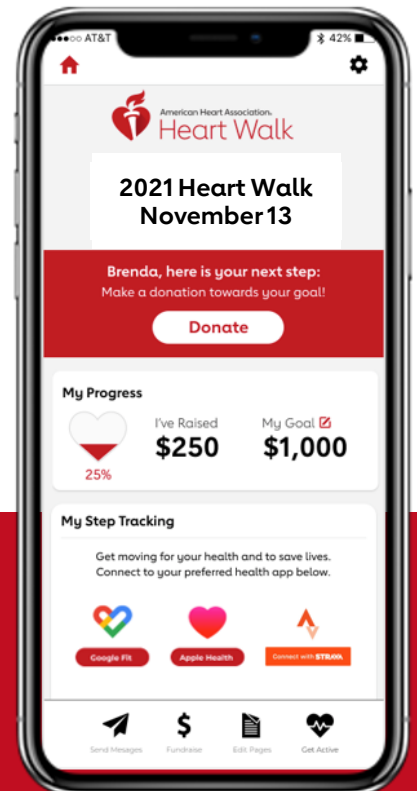 AT&T 42%
American Heart Association.
Heart Walk
2021 Heart Walk
November 13
Brenda, here is your next step:
Make a donation towards your goal!
Donate
My Progress
I've Raised My Goal
$250 $1,000
25%
My Step Tracking
Get moving for your health and to save lives.
Connect to your preferred health app below.
Google Fit Apple Health Connect with STRAVA
Send Mesages Fundraise Edit Pages Get Active